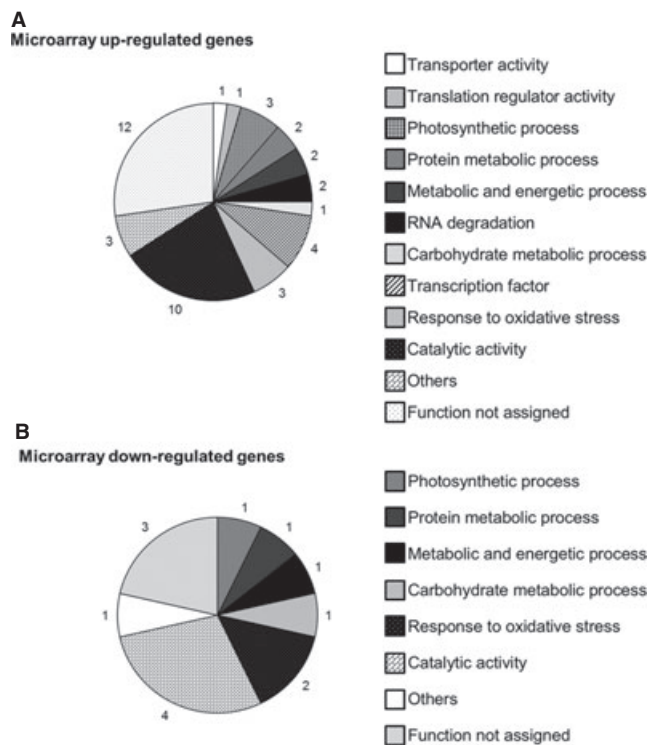 A
Microarray up-regulated genes
1 1
3
2
2
2
1
4
3
10
3
12
Transporter activity
Translation regulator activity
Photosynthetic process
Protein metabolic process
Metabolic and energetic process
RNA degradation
Carbohydrate metabolic process
Transcription factor
Response to oxidative stress
Catalytic activity
Others
Function not assigned
B
Microarray down-regulated genes
1
1
1
1
2
4
1
3
Photosynthetic process
Protein metabolic process
Metabolic and energetic process
Carbohydrate metabolic process
Response to oxidative stress
Catalytic activity
Others
Function not assigned